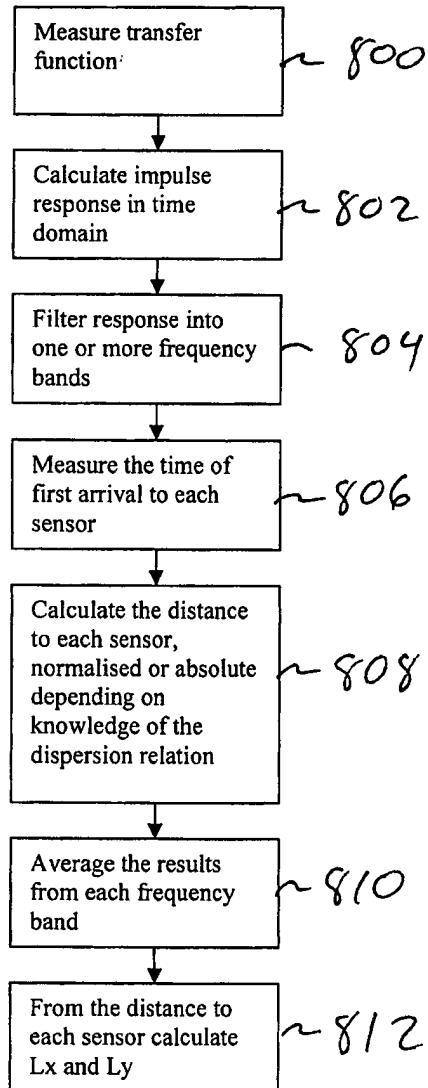 Measure transfer
function
800
Calculate impulse
response in time
domain
802
Filter response into
one or more frequency
bands
804
Measure the time of
first arrival to each
sensor
806
Calculate the distance
to each sensor,
normalised or absolute
depending on
knowledge of the
dispersion relation
808
Average the results
from each frequency
band
810
From the distance to
each sensor calculate
Lx and Ly
812